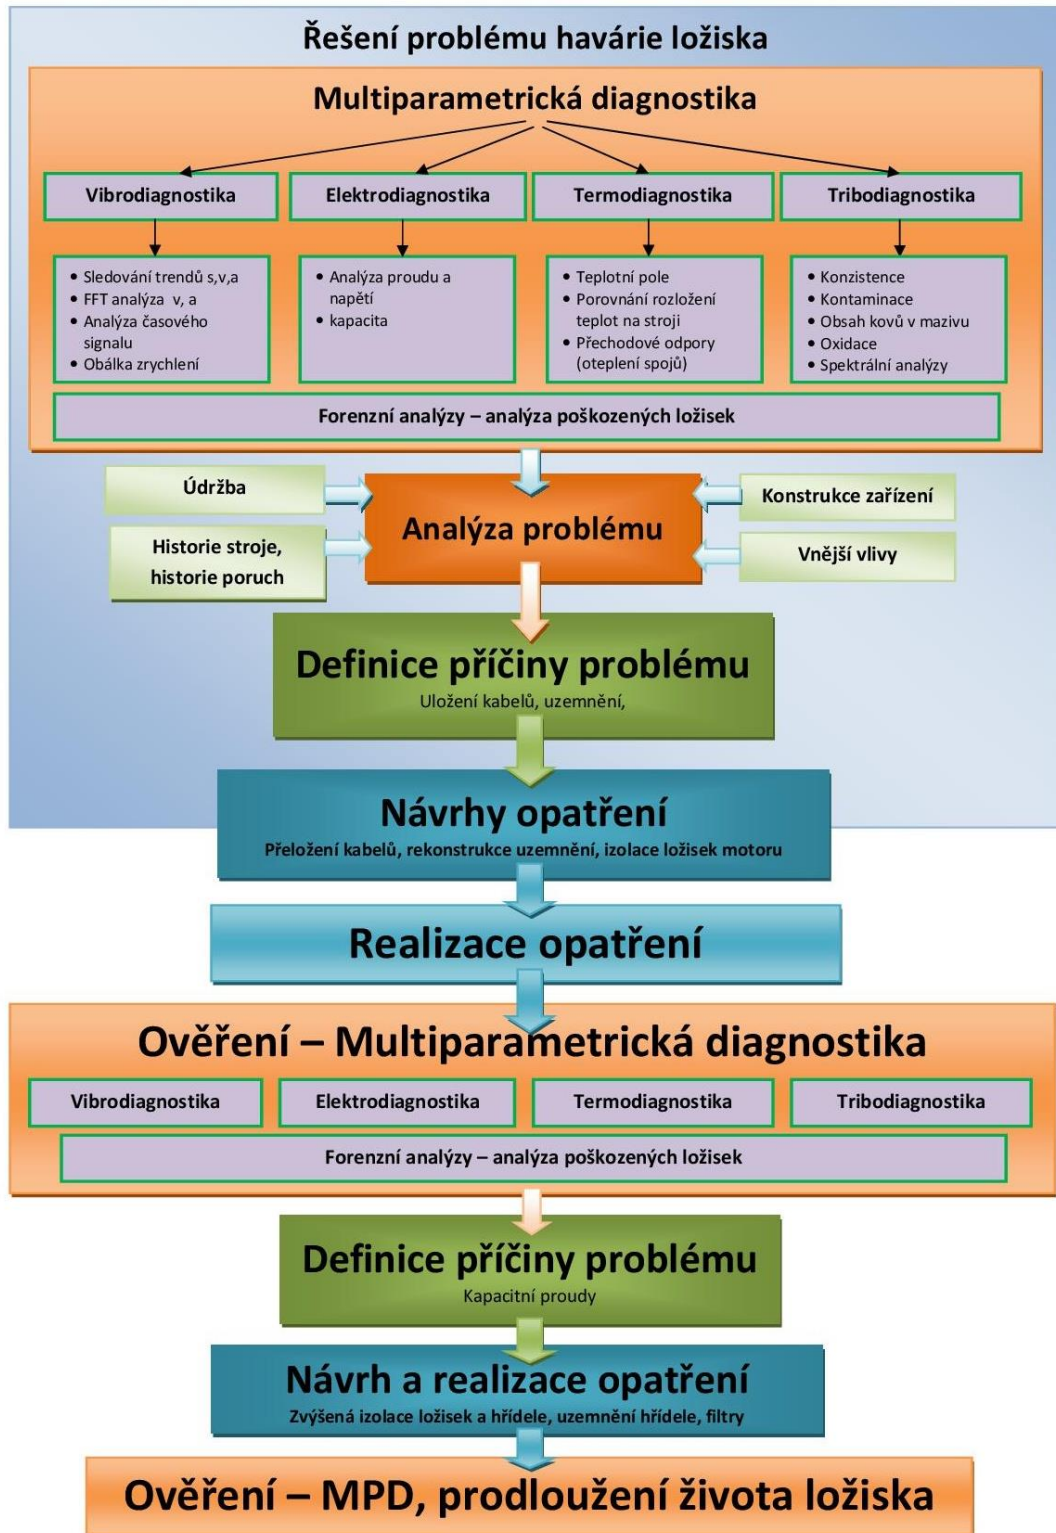 Řešení problému havárie ložiska
Multiparametrická diagnostika
Vibrodiagnostika
Elektrodiagnostika
Termodiagnostika
Tribodiagnostika
• Sledování trendů s,v,a
• FFT analýza v, a
• Analýza časového
signalu
• Obálka zrychlení
• Analýza proudu a
napětí
• kapacita
• Teplotní pole
• Porovnání rozložení
teplot na stroji
• Přechodové odpory
(oteplení spojů)
• Konzistence
• Kontaminace
• Obsah kovů v mazivu
• Oxidace
• Spektrální analýzy
Forenzní analýzy – analýza poškozených ložisek
Údržba
Historie stroje,
historie poruch
Analýza problému
Konstrukce zařízení
Vnější vlivy
Definice příčiny problému
Uložení kabelů, uzemnění,
Návrhy opatření
Přeložení kabelů, rekonstrukce uzemnění, izolace ložisek motoru
Realizace opatření
Ověření – Multiparametrická diagnostika
Vibrodiagnostika
Elektrodiagnostika
Termodiagnostika
Tribodiagnostika
Forenzní analýzy – analýza poškozených ložisek
Definice příčiny problému
Kapacitní proudy
Návrh a realizace opatření
Zvýšená izolace ložisek a hřídele, uzemnění hřídele, filtry
Ověření – MPD, prodloužení života ložiska